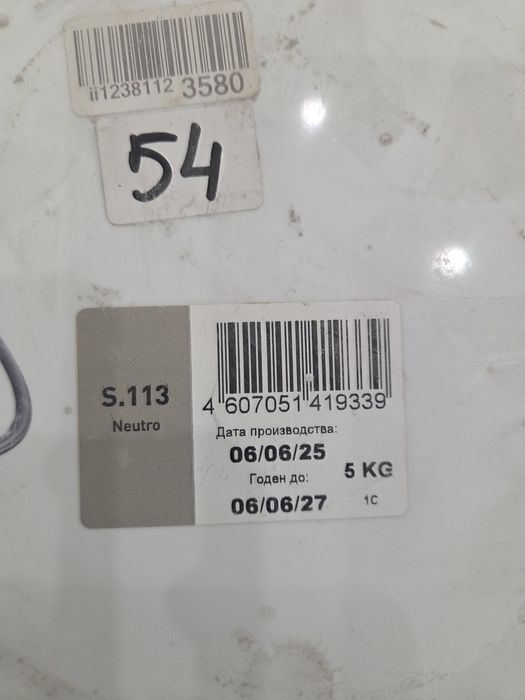 ii1238112 3580
54
S.113
Neutro
4 607051 419339
Дата производства:
06/06/25
Годен до:
5 KG
06/06/27
1C